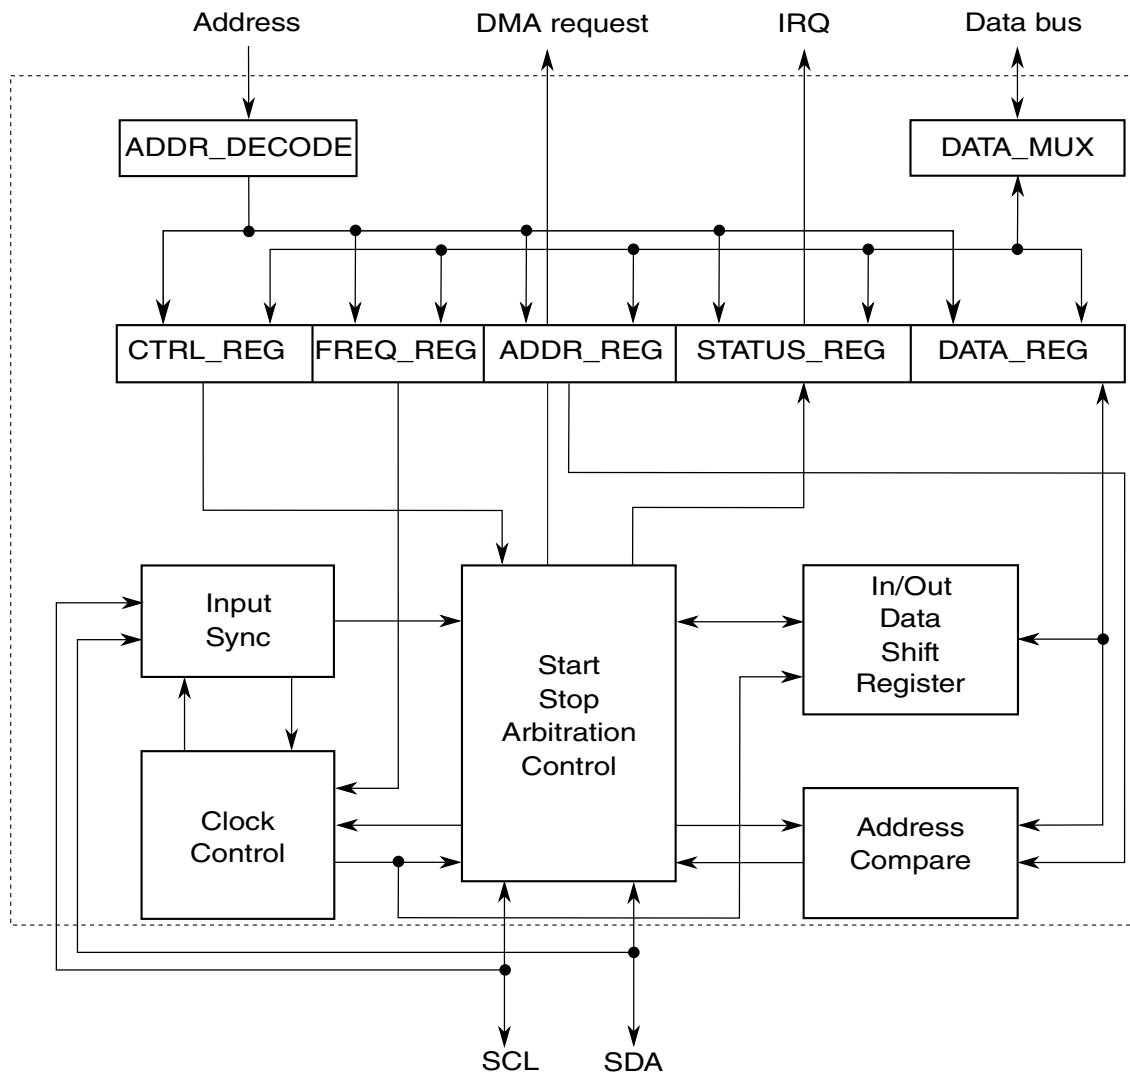 Address
DMA request
IRQ
Data bus
ADDR_DECODE
DATA_MUX
CTRL_REG
FREQ_REG
ADDR_REG
STATUS_REG
DATA_REG
Input
Sync
Start
Stop
Arbitration
Control
In/Out
Data
Shift
Register
Clock
Control
Address
Compare
SCL
SDA